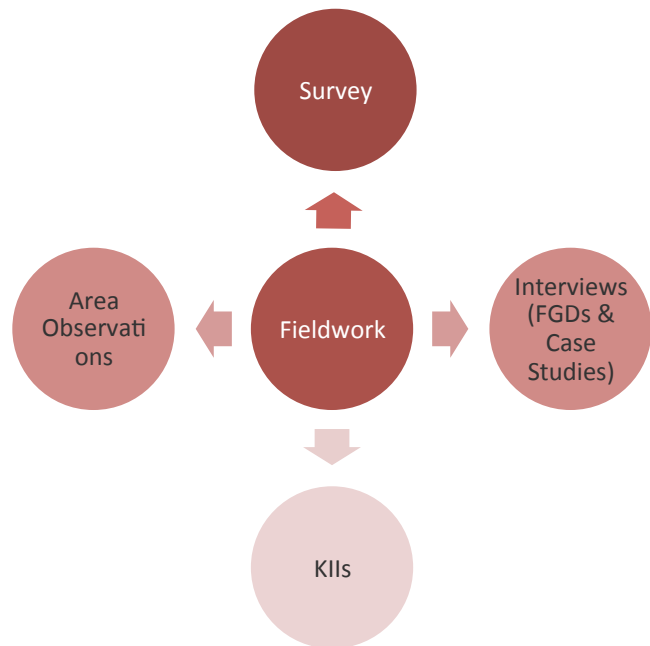 Survey
Area
Observati
ons
Fieldwork
Interviews
(FGDs &
Case
Studies)
KIIs